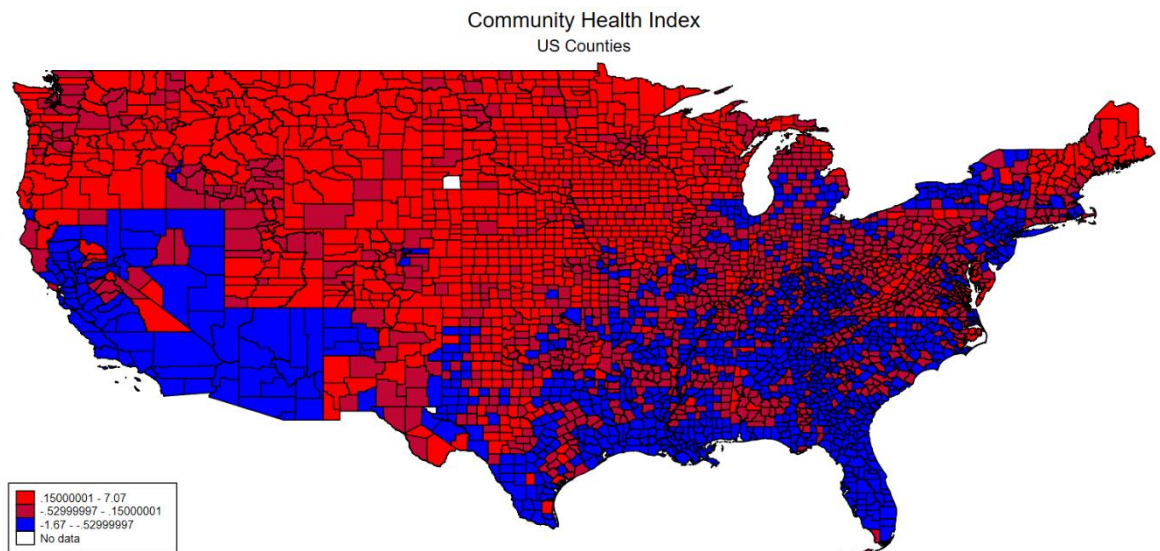 Community Health Index
US Counties
.15000001 - 7.07
-.52999997 - .15000001
-1.67 - -.52999997
No data